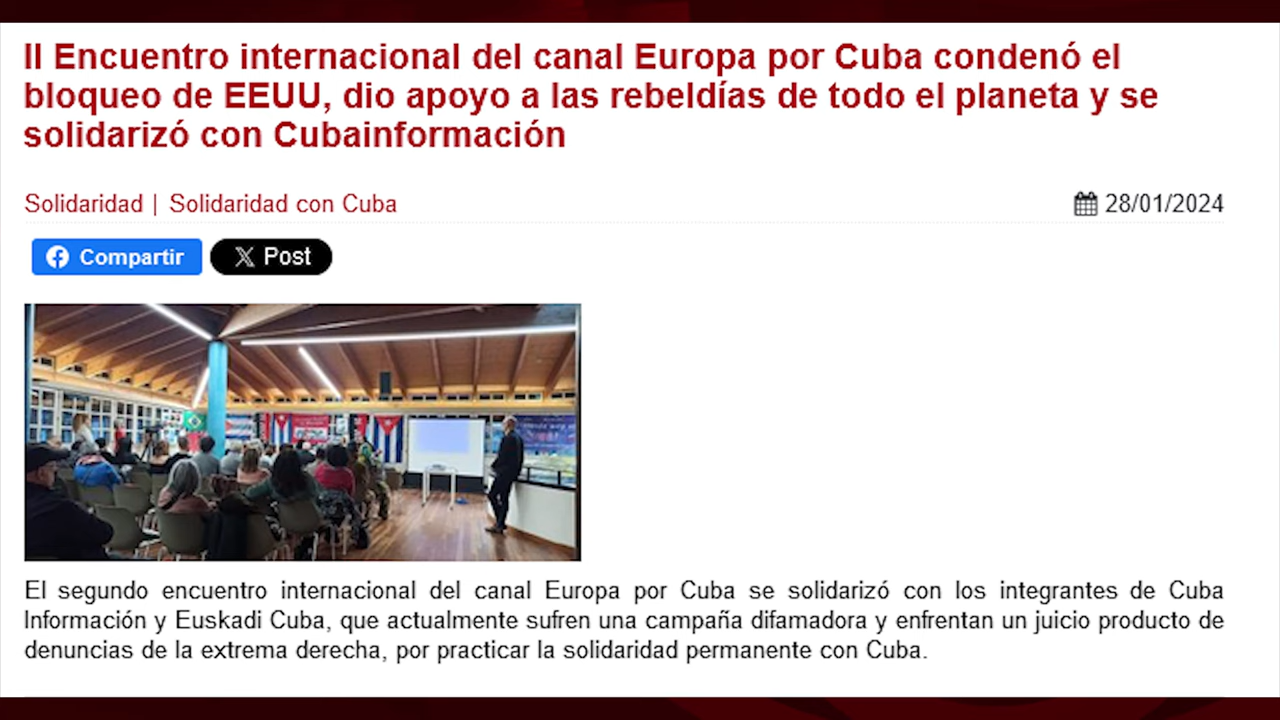 II Encuentro internacional del canal Europa por Cuba condenó el
bloqueo de EEUU, dio apoyo a las rebeldías de todo el planeta y se
solidarizó con Cubainformación
Solidaridad | Solidaridad con Cuba
28/01/2024
Compartir
Post
El segundo encuentro internacional del canal Europa por Cuba se solidarizó con los integrantes de Cuba
Información y Euskadi Cuba, que actualmente sufren una campaña difamadora y enfrentan un juicio producto de
denuncias de la extrema derecha, por practicar la solidaridad permanente con Cuba.